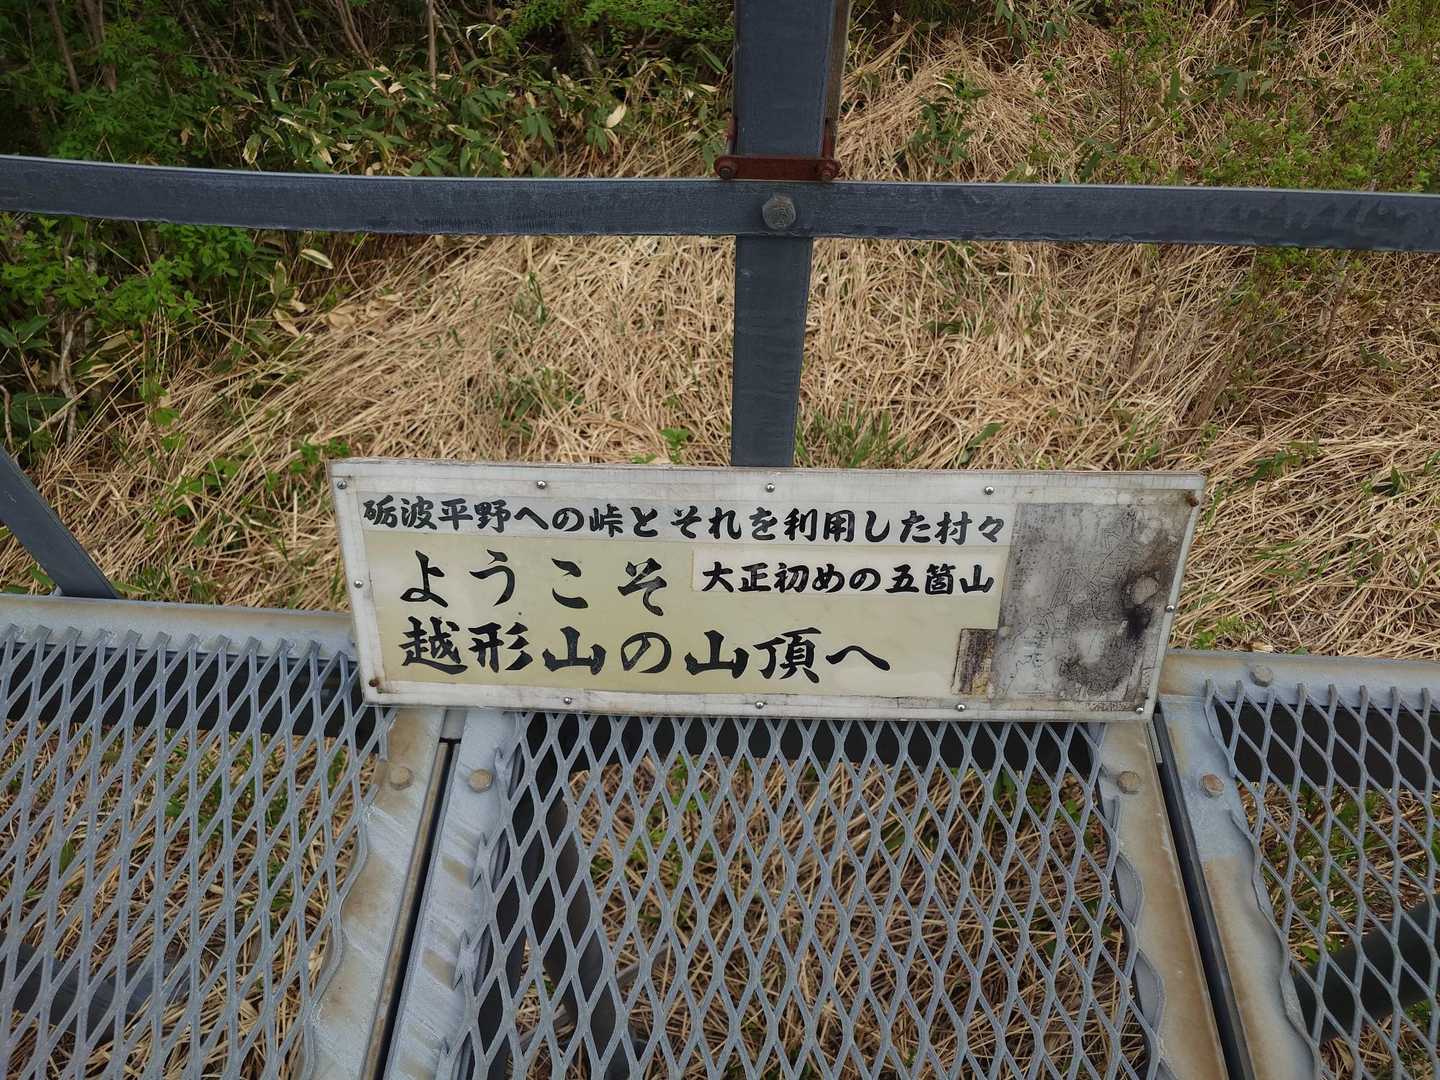 砺波平野への峠とそれを利用した村々
ようこそ
大正初めの五箇山
越形山の山頂へ